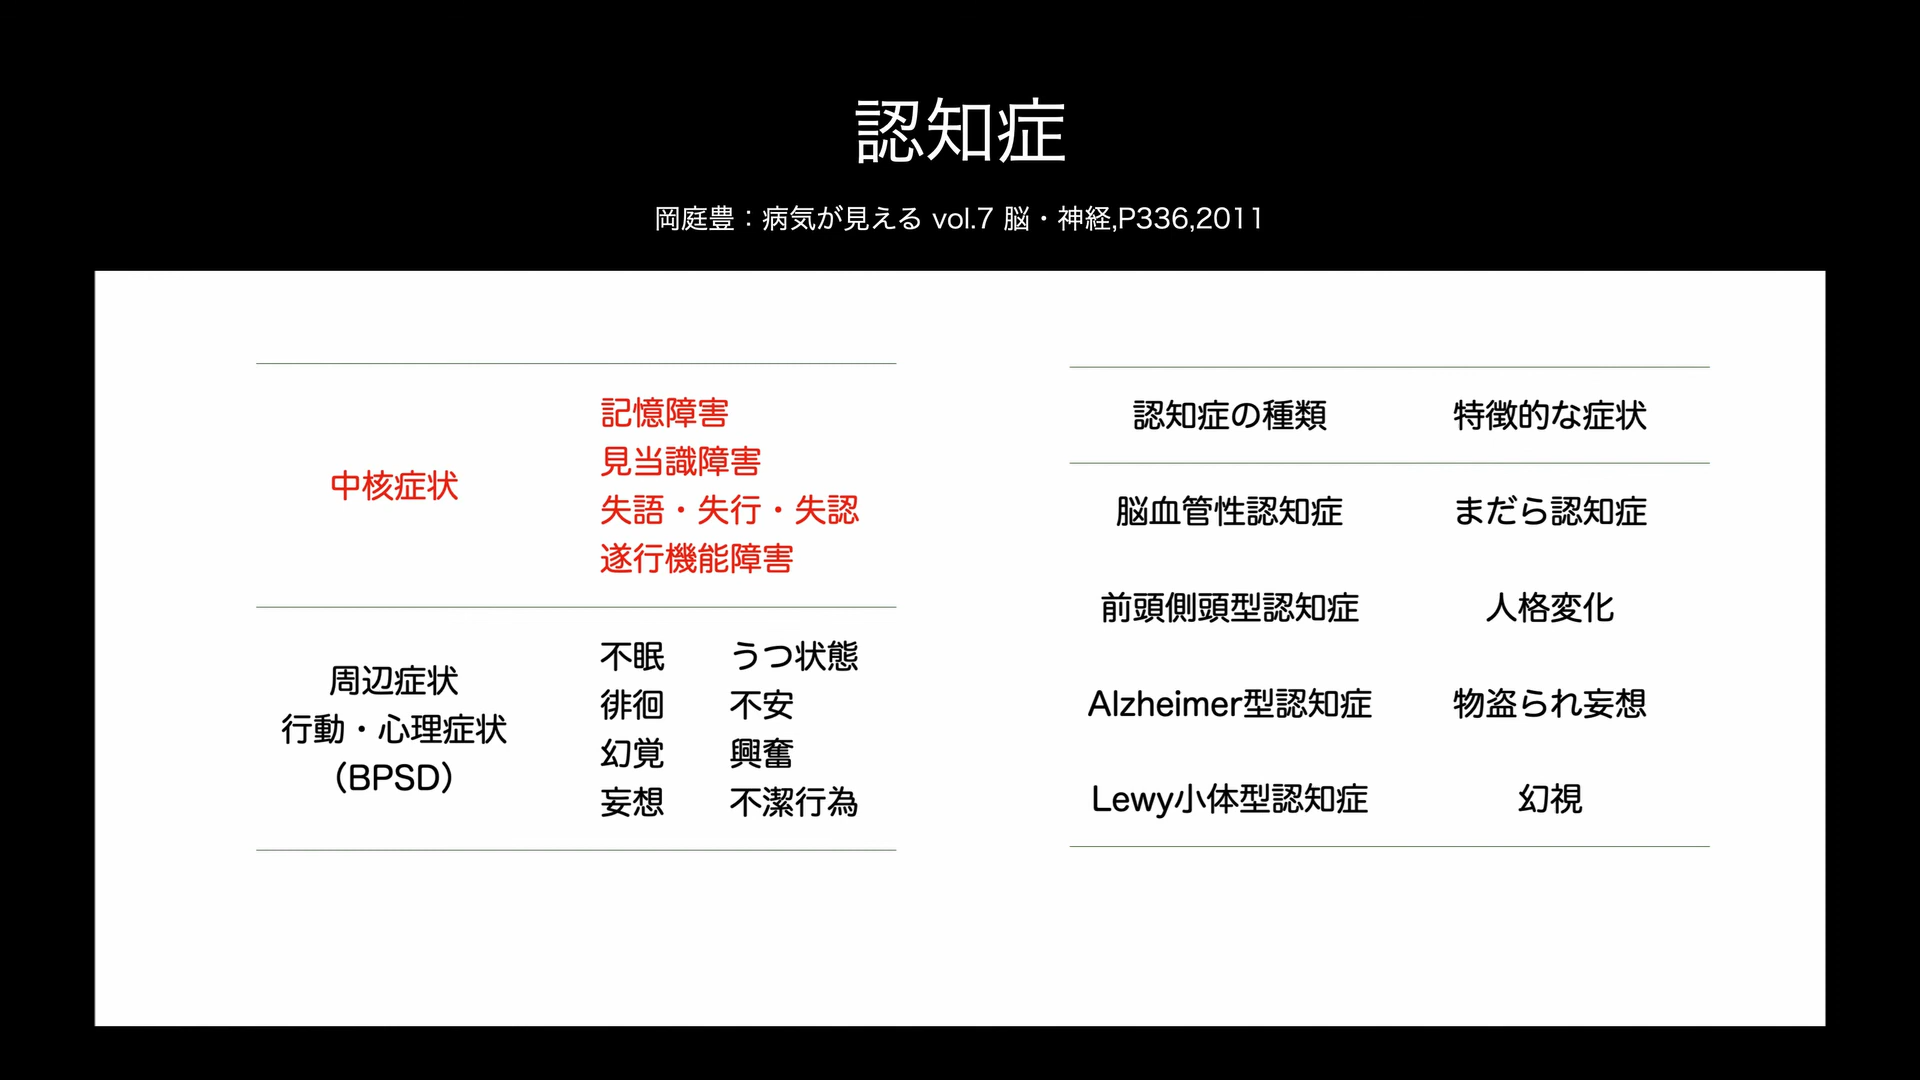 認知症
岡庭豊：病気が見える vol.7 脳・神経,P336,2011
中核症状
記憶障害
見当識障害
失語・失行・失認
遂行機能障害
周辺症状
行動・心理症状
（BPSD）
不眠 うつ状態
徘徊 不安
幻覚 興奮
妄想 不潔行為
認知症の種類 特徴的な症状
脳血管性認知症 まだら認知症
前頭側頭型認知症 人格変化
Alzheimer型認知症 物盗られ妄想
Lewy小体型認知症 幻視